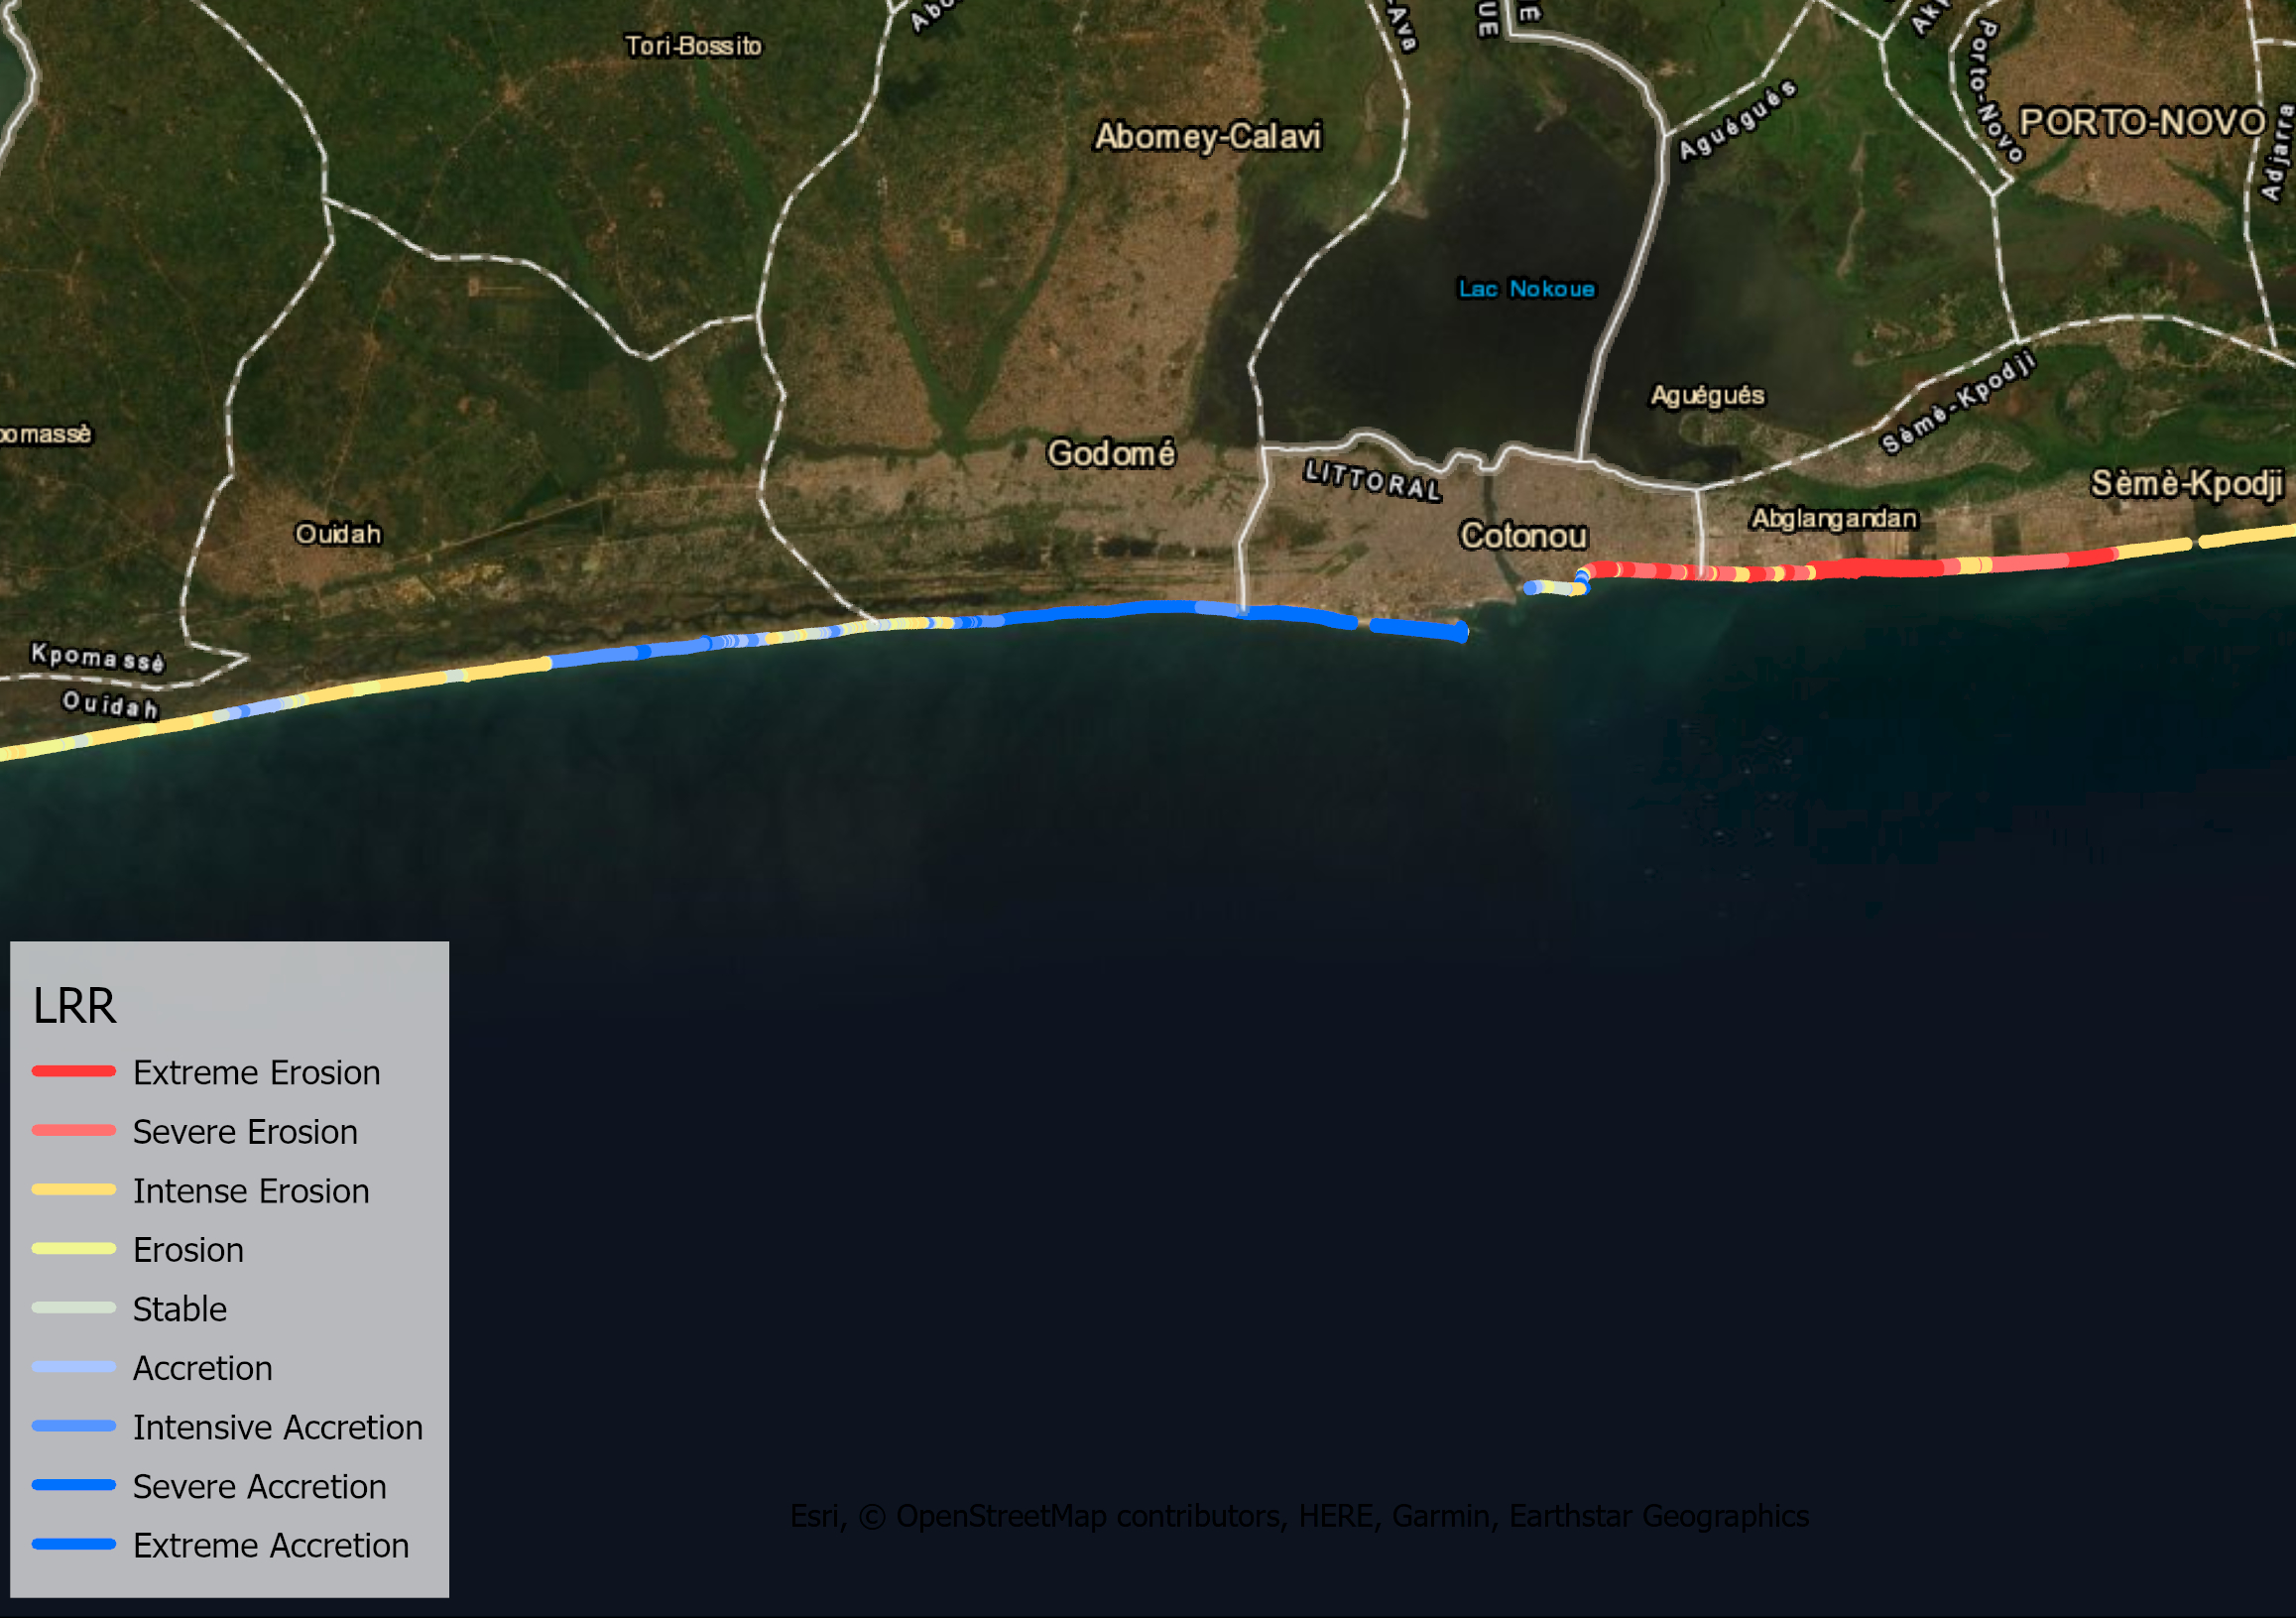 Tori-Bossito
Abomey-Calavi
Aguégués
Porto-Novo
PORTO-NOVO
Adjarra
Lac Nokoue
Aguégués
Sèmè-Kpodji
Godomé
LITTORAL
Sèmè-Kpodji
Ouidah
Cotonou
Abglangandan
Kpomassè
Ouidah
LRR
Extreme Erosion
Severe Erosion
Intense Erosion
Erosion
Stable
Accretion
Intensive Accretion
Severe Accretion
Extreme Accretion
Esri, © OpenStreetMap contributors, HERE, Garmin, Earthstar Geographics